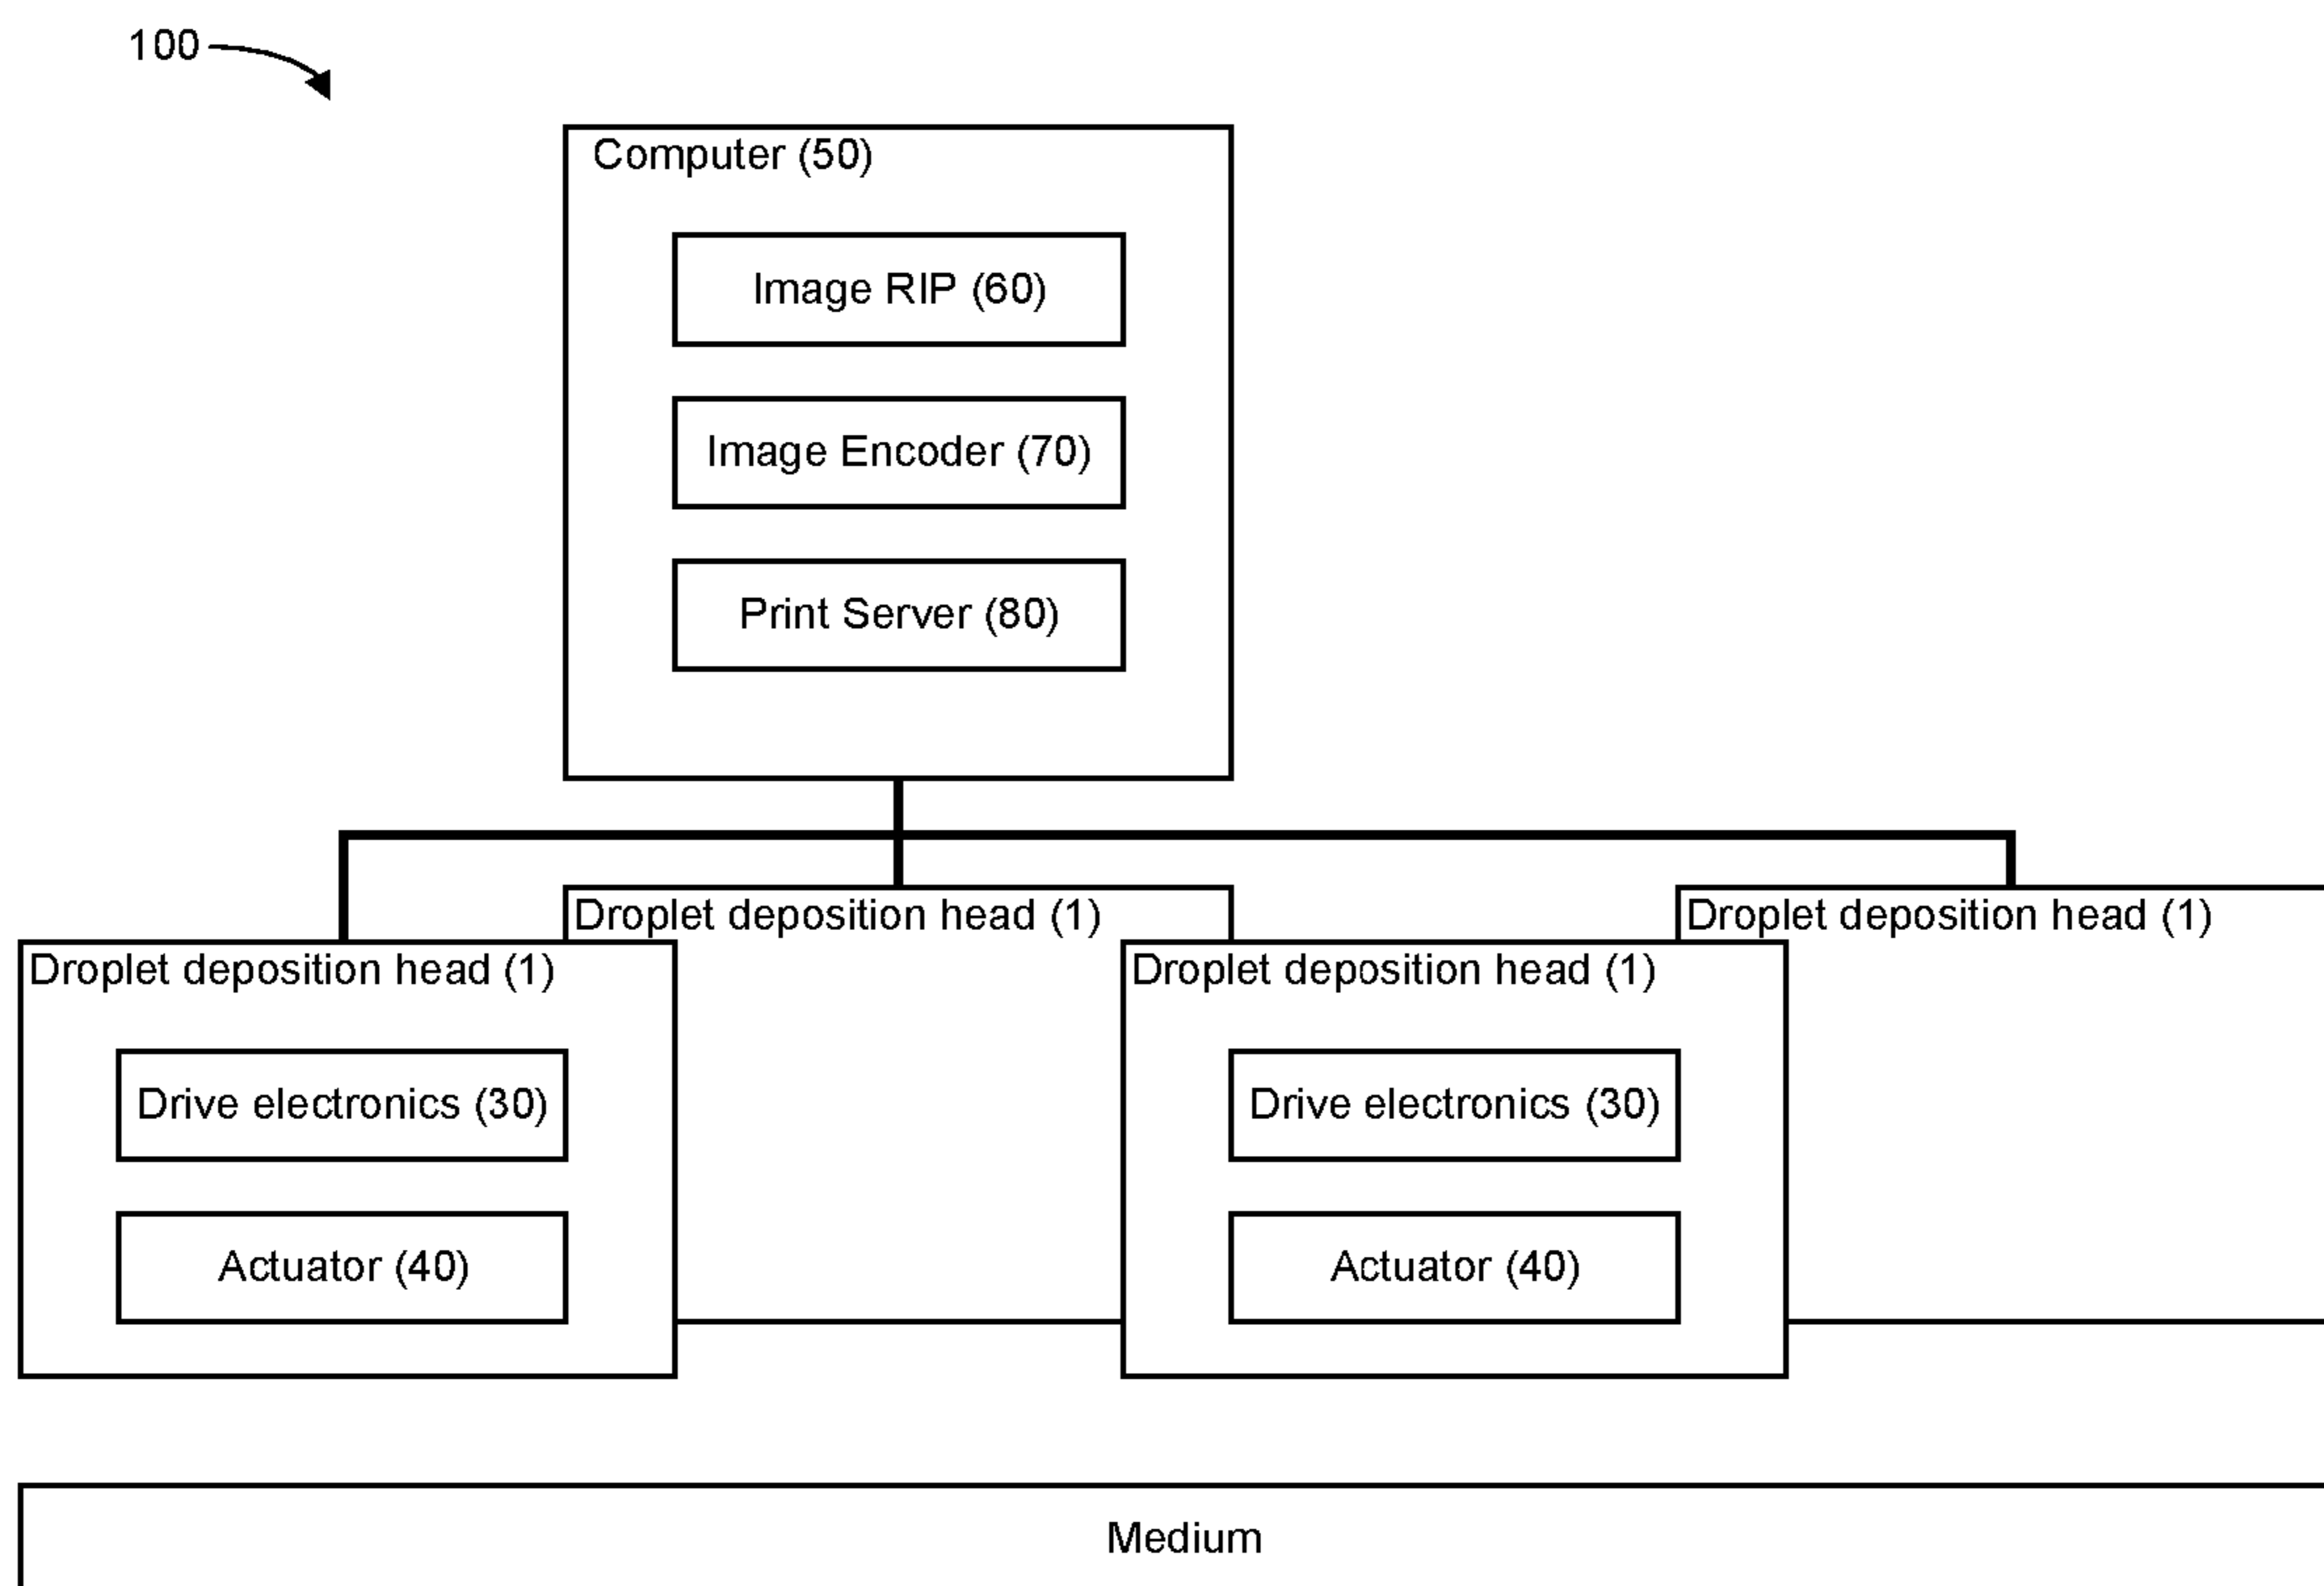 100
Computer (50)
Image RIP (60)
Image Encoder (70)
Print Server (80)
Droplet deposition head (1)
Droplet deposition head (1)
Droplet deposition head (1)
Droplet deposition head (1)
Drive electronics (30)
Drive electronics (30)
Actuator (40)
Actuator (40)
Medium